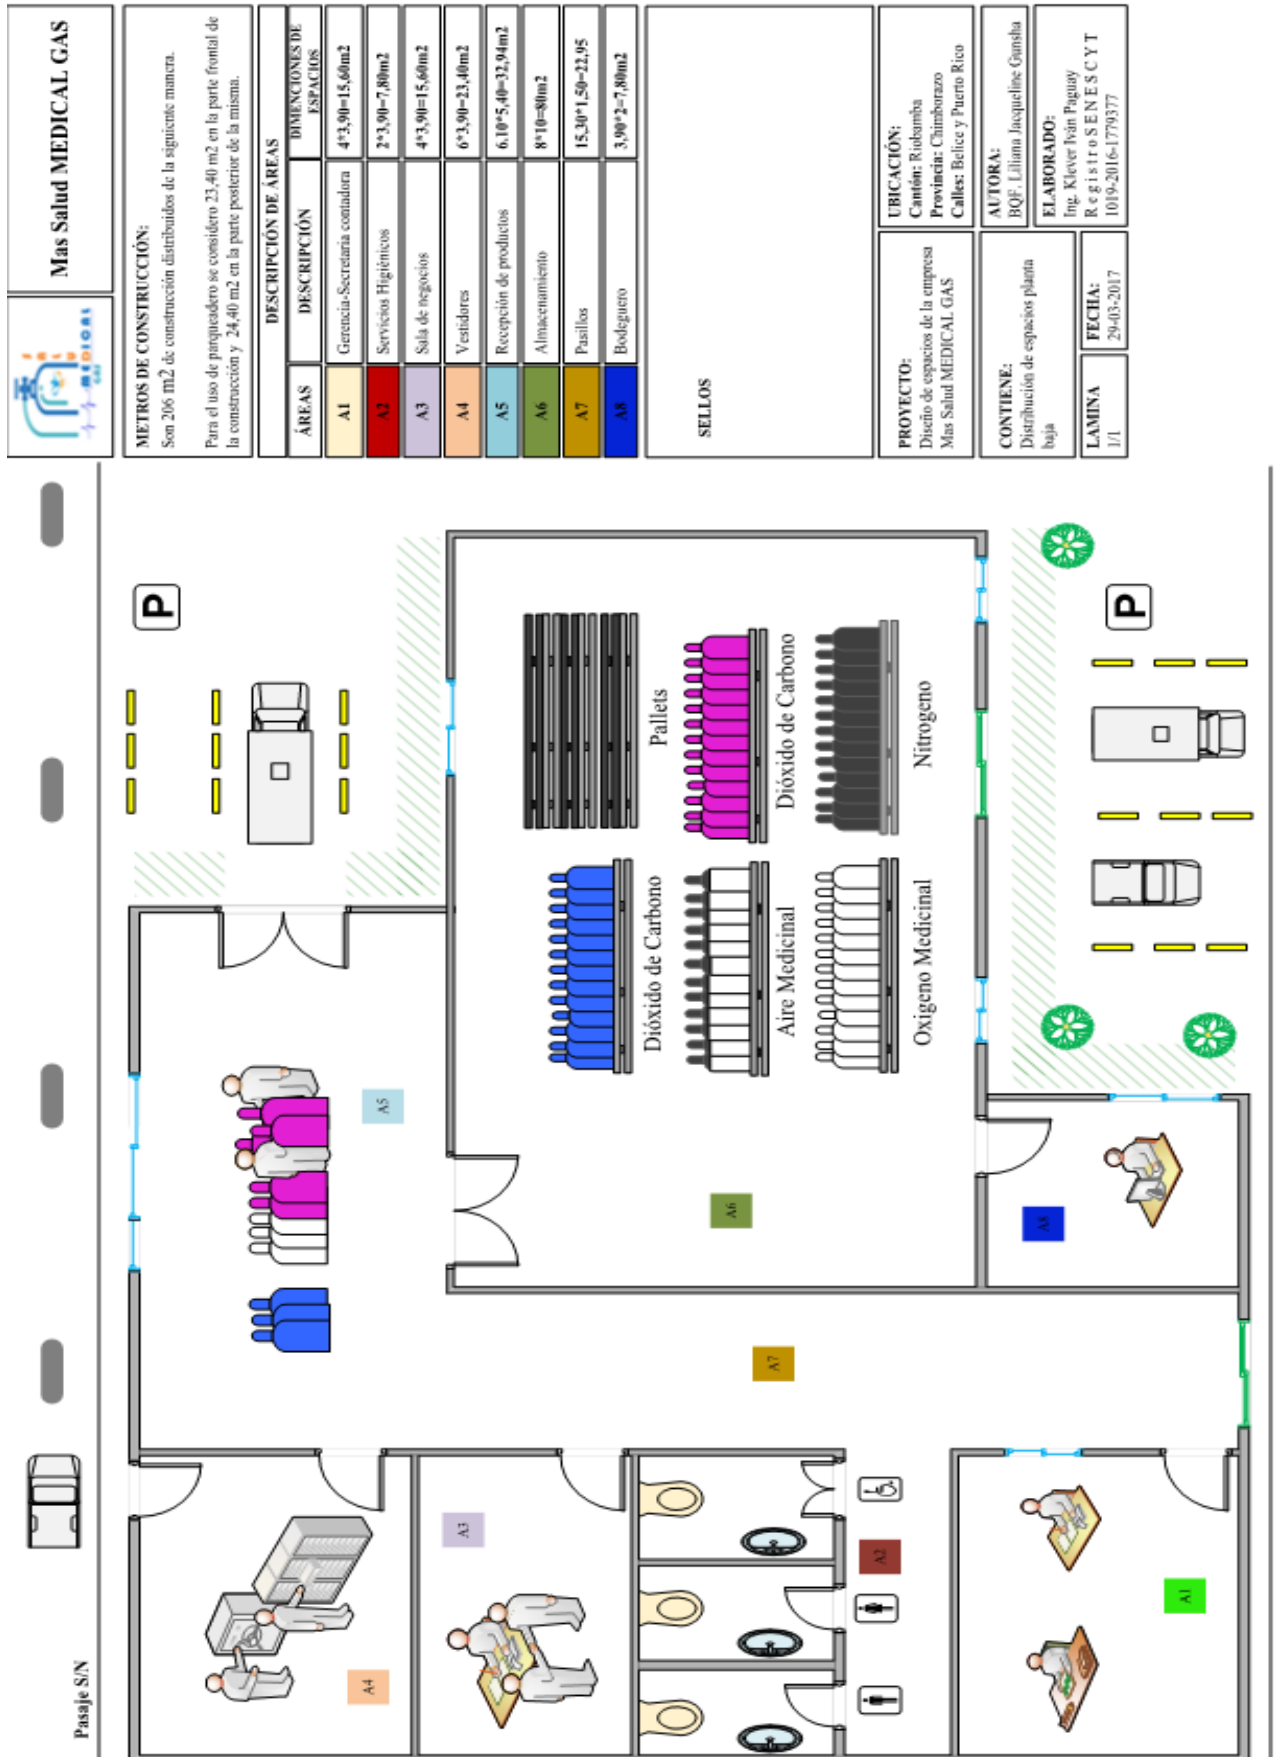 Mas Salud MEDICAL GAS
SALUD
MEDICAL
GAS
METROS DE CONSTRUCCIÓN:
Son 206 m2 de construcción distribuidos de la siguiente manera.
Para el uso de parqueadero se considero 23,40 m2 en la parte frontal de
la construcción y 24,40 m2 en la parte posterior de la misma.
DESCRIPCIÓN DE ÁREAS
ÁREAS DESCRIPCIÓN DIMENCIONES DE
ESPACIOS
A1 Gerencia-Secretaria contadora 4*3,90=15,60m2
A2 Servicios Higiénicos 2*3,90=7,80m2
A3 Sala de negocios 4*3,90=15,60m2
A4 Vestidores 6*3,90=23,40m2
A5 Recepción de productos 6.10*5,40=32,94m2
A6 Almacenamiento 8*10=80m2
A7 Pasillos 15,30*1,50=22,95
A8 Bodeguero 3,90*2=7,80m2
SELLOS
PROYECTO:
Diseño de espacios de la empresa
Mas Salud MEDICAL GAS
UBICACIÓN:
Cantón: Riobamba
Provincia: Chimborazo
Calles: Belice y Puerto Rico
CONTIENE:
Distribución de espacios planta
baja
AUTORA:
BQF. Liliana Jacqueline Gunsha
ELABORADO:
Ing. Klever Iván Paguay
Registro SENESCYT
1019-2016-1779377
LAMINA
1/1
FECHA:
29-03-2017
Pasaje S/N
P
A4
A3
A5
Pallets
Dióxido de Carbono
Dióxido de Carbono
Aire Medicinal
Nitrogeno
Oxigeno Medicinal
A6
A7
A2
A8
A1
P